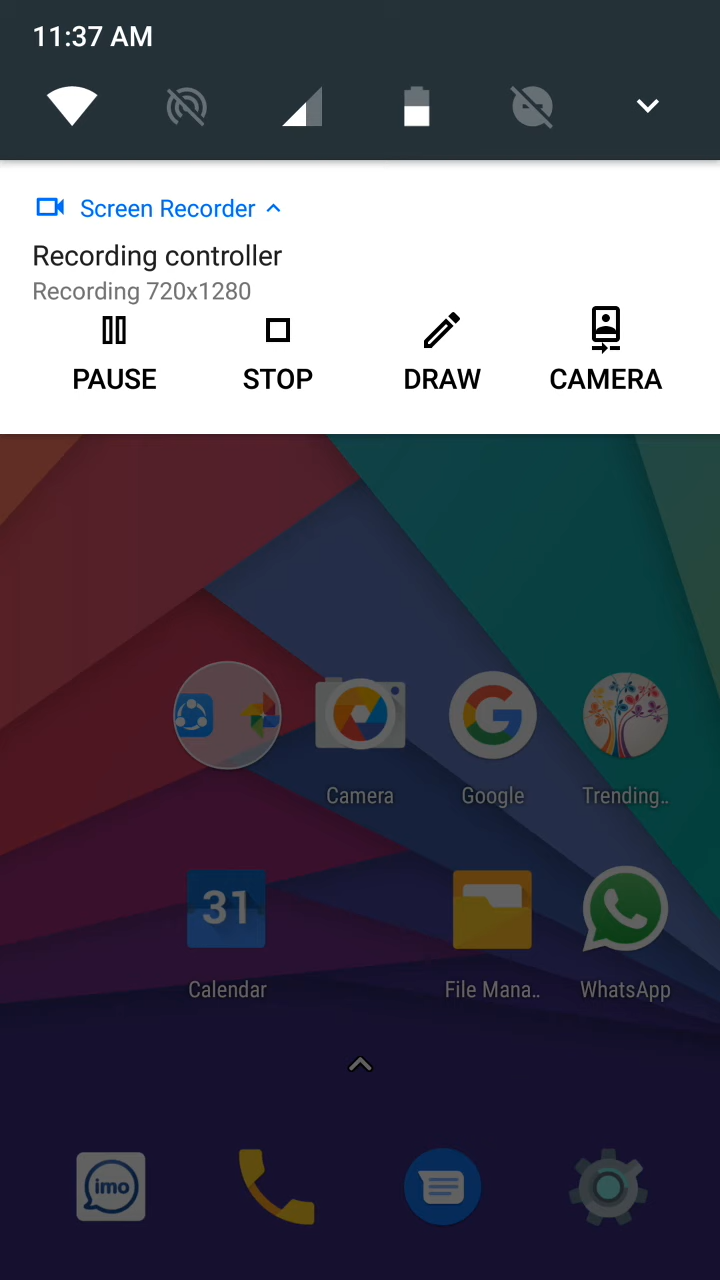 11:37 AM
Screen Recorder
Recording controller
Recording 720x1280
PAUSE STOP DRAW CAMERA
Camera Google Trending..
31
Calendar File Mana.. WhatsApp
imo